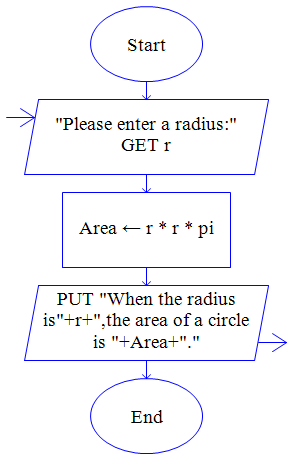 Start
"Please enter a radius:"
GET r
Area ← r * r * pi
PUT "When the radius
is"+r+",the area of a circle
is "+Area+"."
End